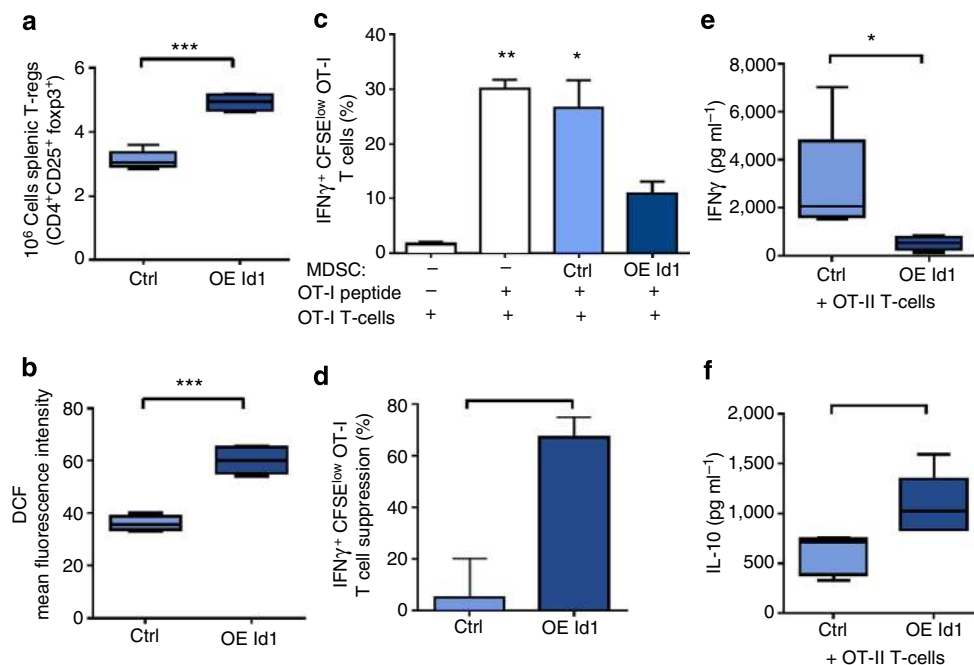 a
10⁶ Cells splenic T-regs
(CD4⁺CD25⁺ foxp3⁺)
6
4
2
0
***
Ctrl
OE Id1
b
DCF
mean fluorescence intensity
80
60
40
20
0
***
Ctrl
OE Id1
c
IFNγ⁺ CFSEˡᵒʷ OT-I
T cells (%)
40
30
20
10
0
**
*
MDSC: – – Ctrl OE Id1
OT-I peptide – + + +
OT-I T-cells + + + +
d
IFNγ⁺ CFSEˡᵒʷ OT-I
T cell suppression (%)
80
60
40
20
0
Ctrl
OE Id1
e
IFNγ (pg ml⁻¹)
8,000
6,000
4,000
2,000
0
*
Ctrl
OE Id1
+ OT-II T-cells
f
IL-10 (pg ml⁻¹)
2,000
1,500
1,000
500
0
Ctrl
OE Id1
+ OT-II T-cells